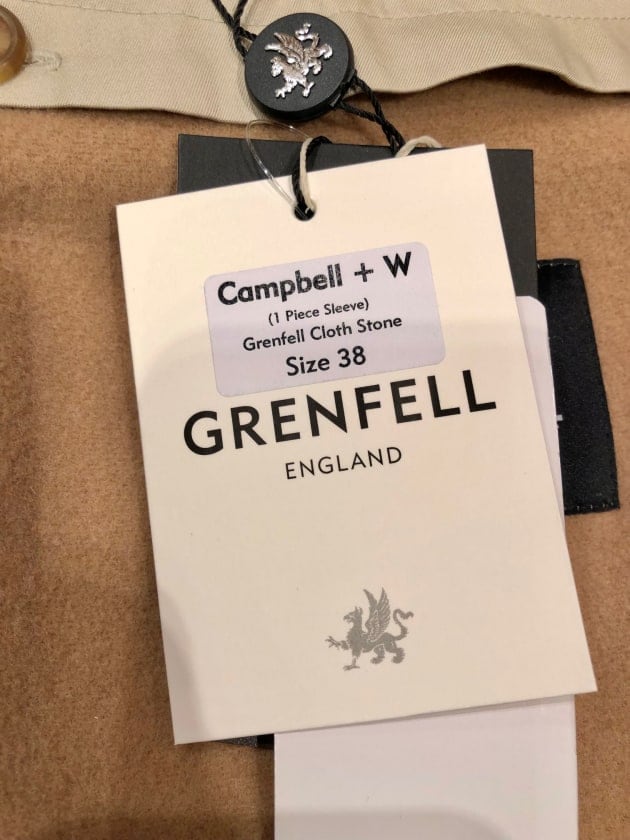 Campbell + W
(1 Piece Sleeve)
Grenfell Cloth Stone
Size 38
GRENFELL
ENGLAND